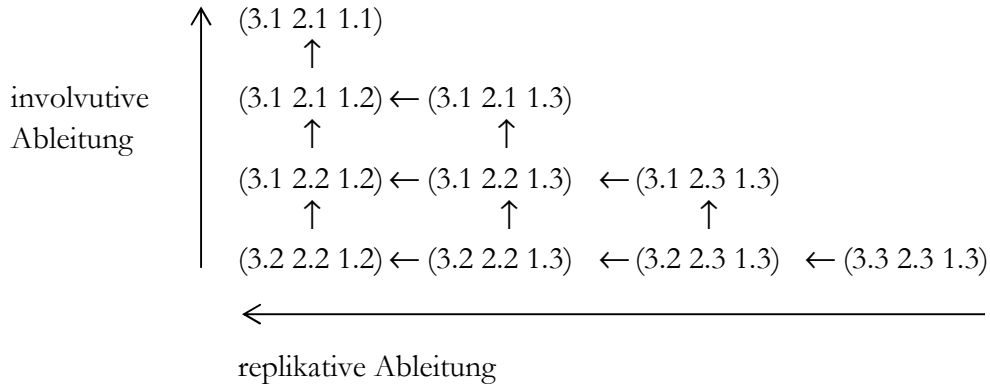 (3.1 2.1 1.1)
↑
involvutive (3.1 2.1 1.2) ← (3.1 2.1 1.3)
Ableitung ↑ ↑
(3.1 2.2 1.2) ← (3.1 2.2 1.3) ← (3.1 2.3 1.3)
↑ ↑ ↑
(3.2 2.2 1.2) ← (3.2 2.2 1.3) ← (3.2 2.3 1.3) ← (3.3 2.3 1.3)
replikative Ableitung